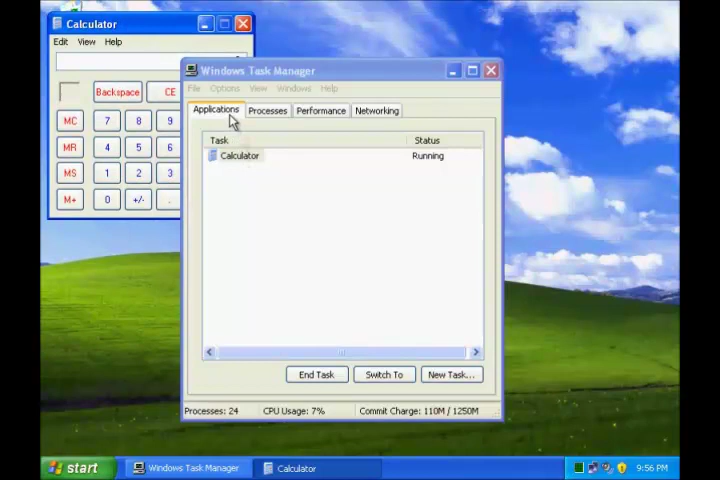 Calculator
Edit View Help
Backspace CE
MC 7 8 9
MR 4 5 6
MS 1 2 3
M+ 0 +/- .
Windows Task Manager
File Options View Windows Help
Applications Processes Performance Networking
Task Status
Calculator Running
End Task Switch To New Task...
Processes: 24 CPU Usage: 7% Commit Charge: 110M / 1250M
start Windows Task Manager Calculator 9:56 PM